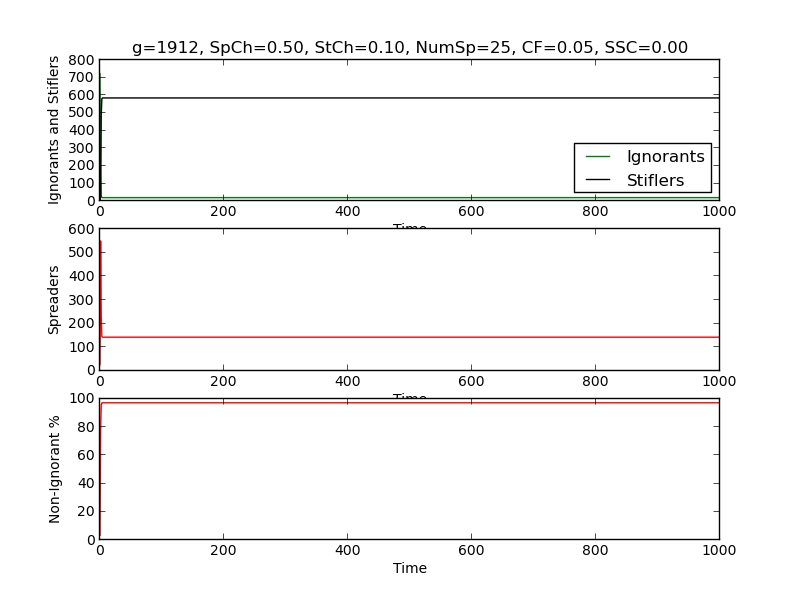 g=1912, SpCh=0.50, StCh=0.10, NumSp=25, CF=0.05, SSC=0.00
Ignorants and Stiflers
800
700
600
500
400
300
200
100
0
Ignorants
Stiflers
0 200 400 600 800 1000
Time
Spreaders
600
500
400
300
200
100
0
0 200 400 600 800 1000
Time
Non-Ignorant %
100
80
60
40
20
0
0 200 400 600 800 1000
Time